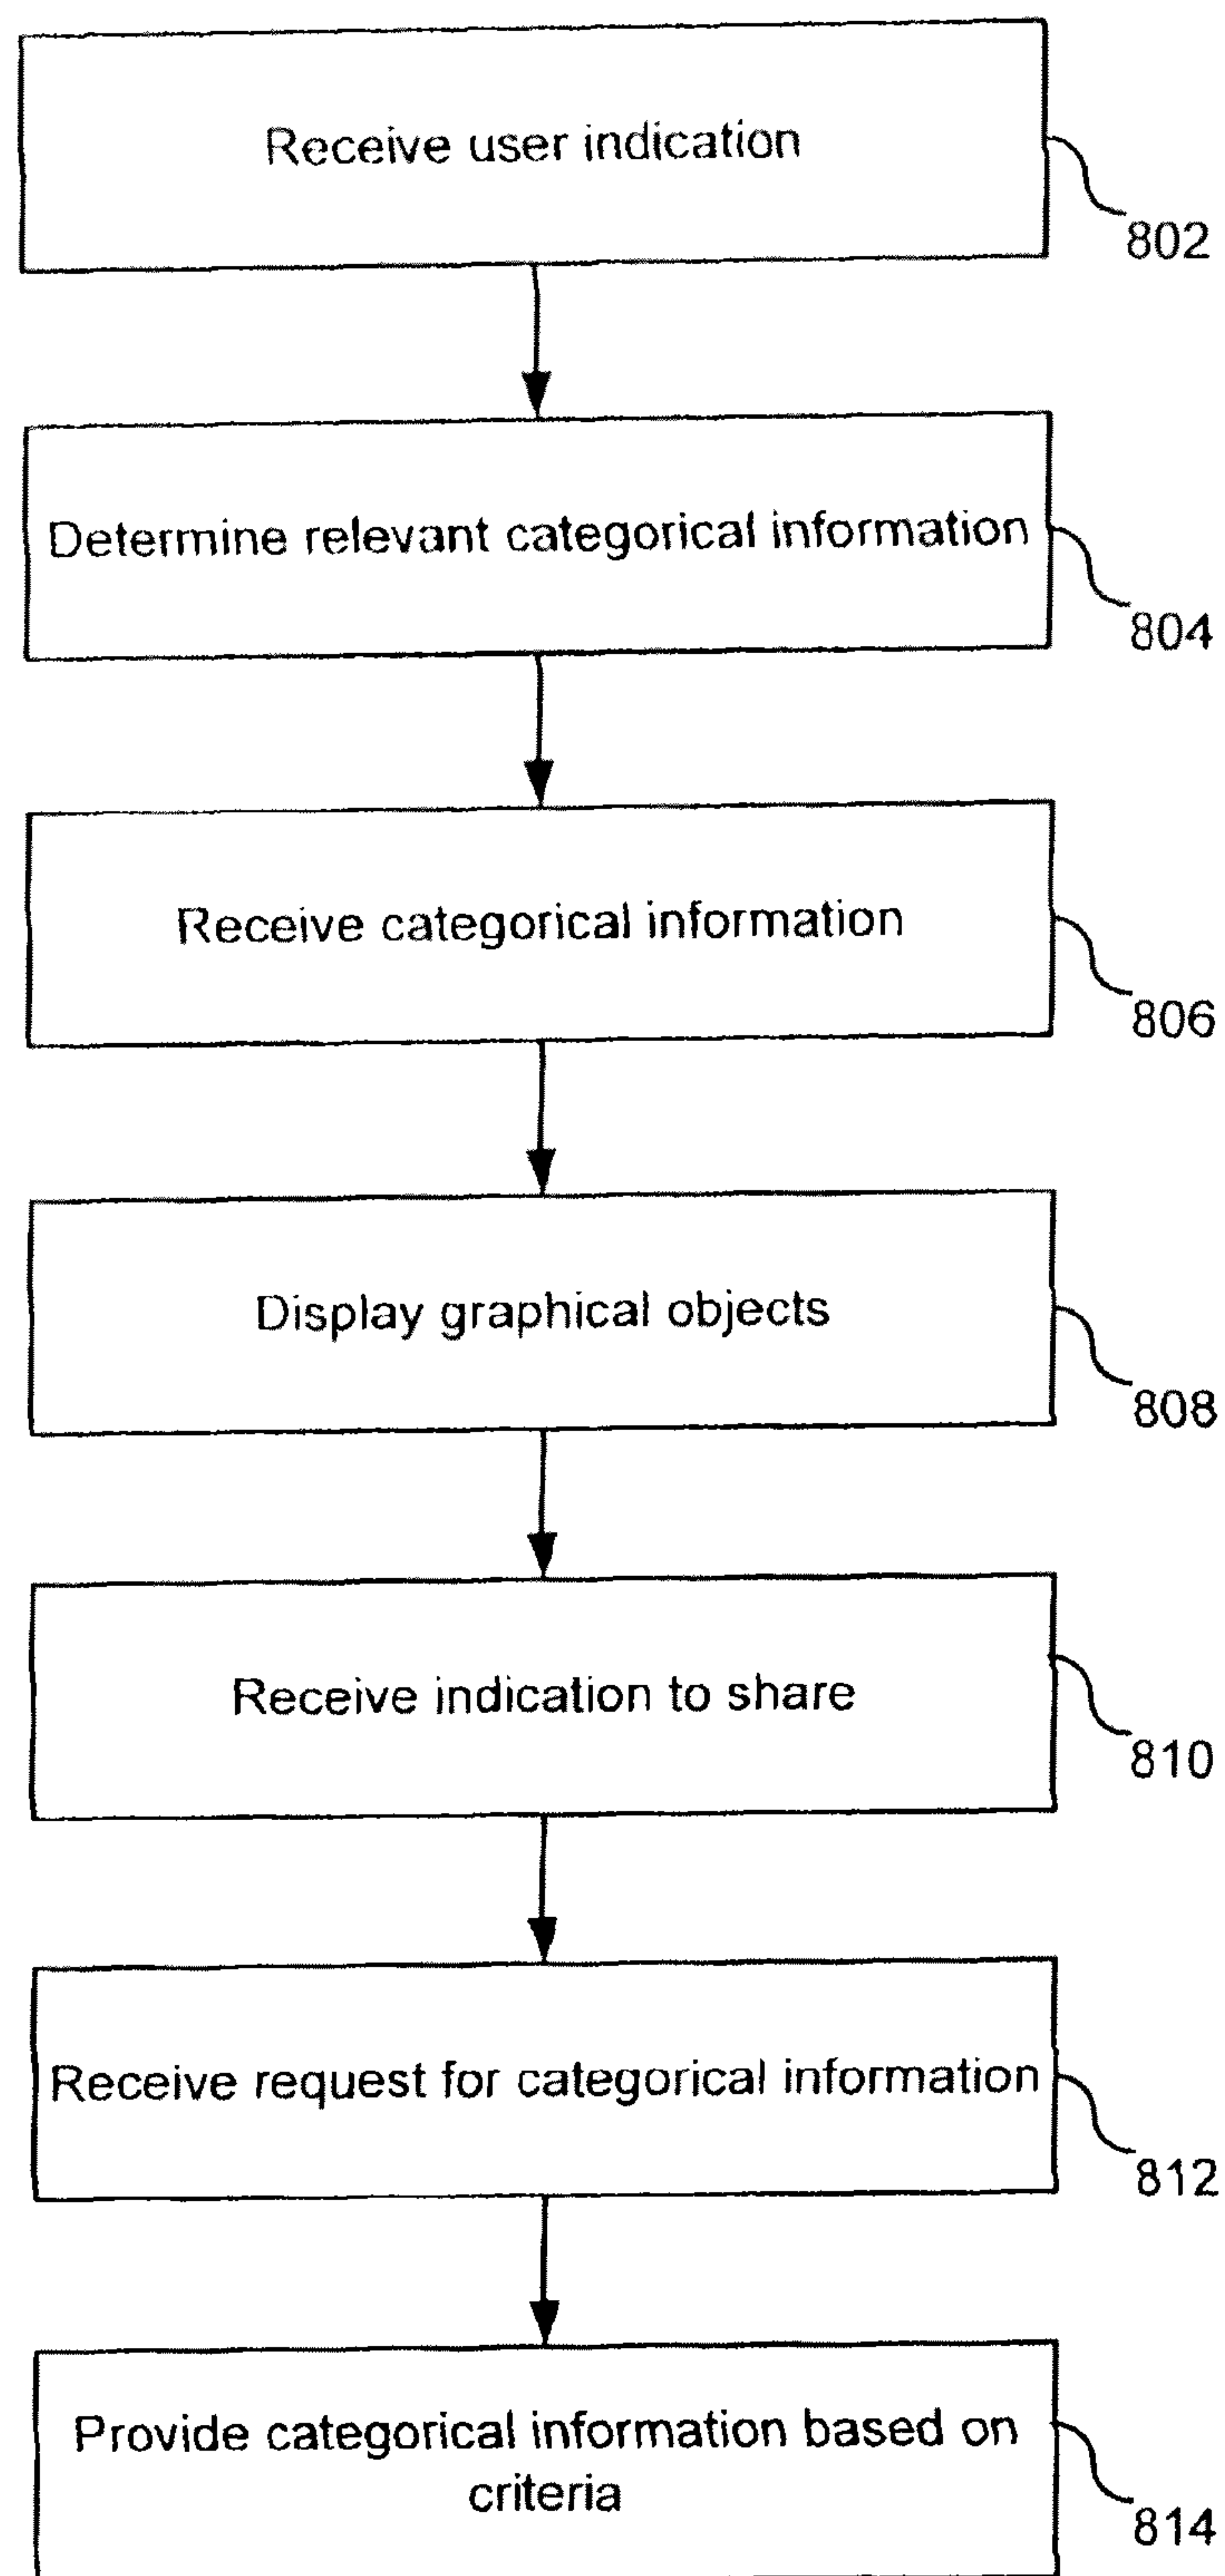 Receive user indication
802
Determine relevant categorical information
804
Receive categorical information
806
Display graphical objects
808
Receive indication to share
810
Receive request for categorical information
812
Provide categorical information based on
criteria
814